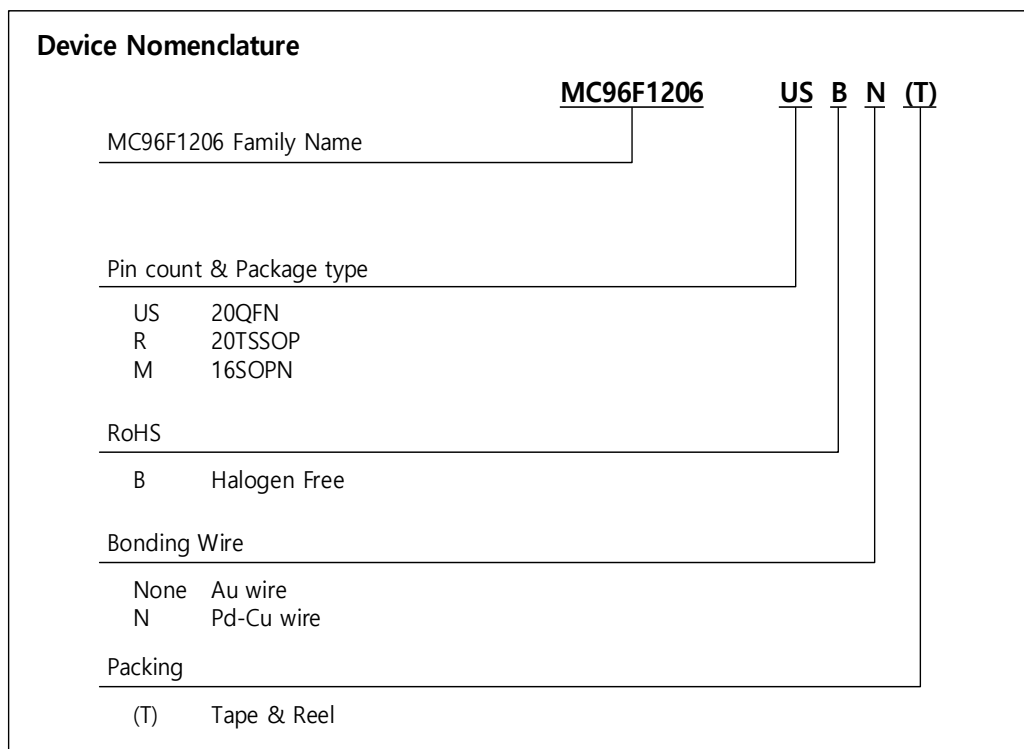 Device Nomenclature
MC96F1206 US B N (T)
MC96F1206 Family Name
Pin count & Package type
US 20QFN
R 20TSSOP
M 16SOPN
RoHS
B Halogen Free
Bonding Wire
None Au wire
N Pd-Cu wire
Packing
(T) Tape & Reel